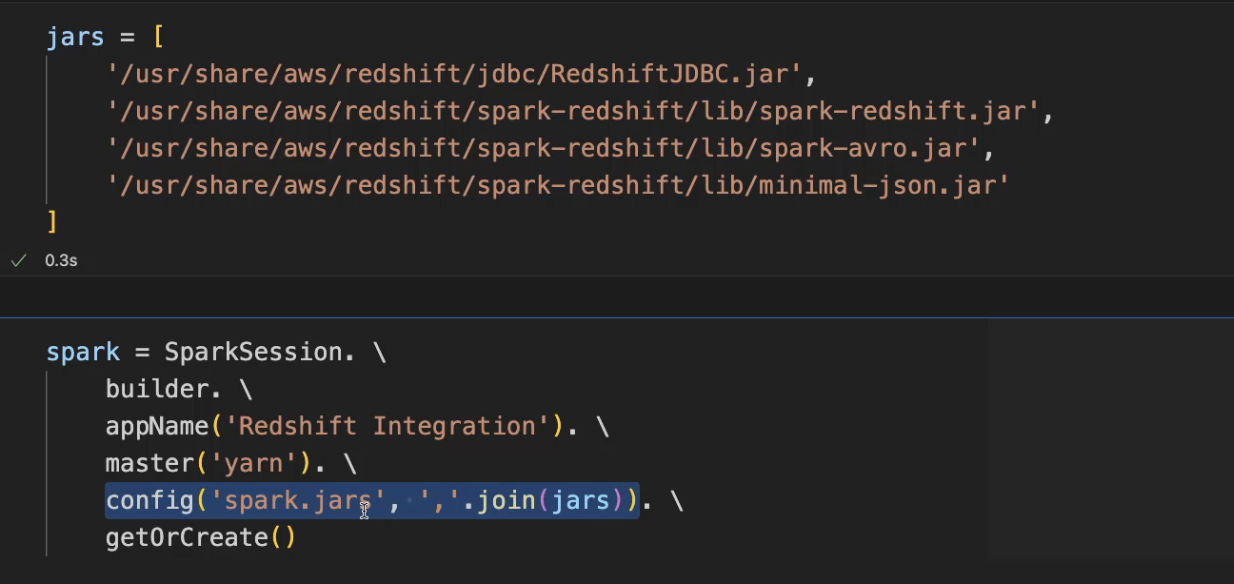 jars = [
    '/usr/share/aws/redshift/jdbc/RedshiftJDBC.jar',
    '/usr/share/aws/redshift/spark-redshift/lib/spark-redshift.jar',
    '/usr/share/aws/redshift/spark-redshift/lib/spark-avro.jar',
    '/usr/share/aws/redshift/spark-redshift/lib/minimal-json.jar'
]
0.3s
spark = SparkSession. \
    builder. \
    appName('Redshift Integration'). \
    master('yarn'). \
    config('spark.jars', ','.join(jars)). \
    getOrCreate()